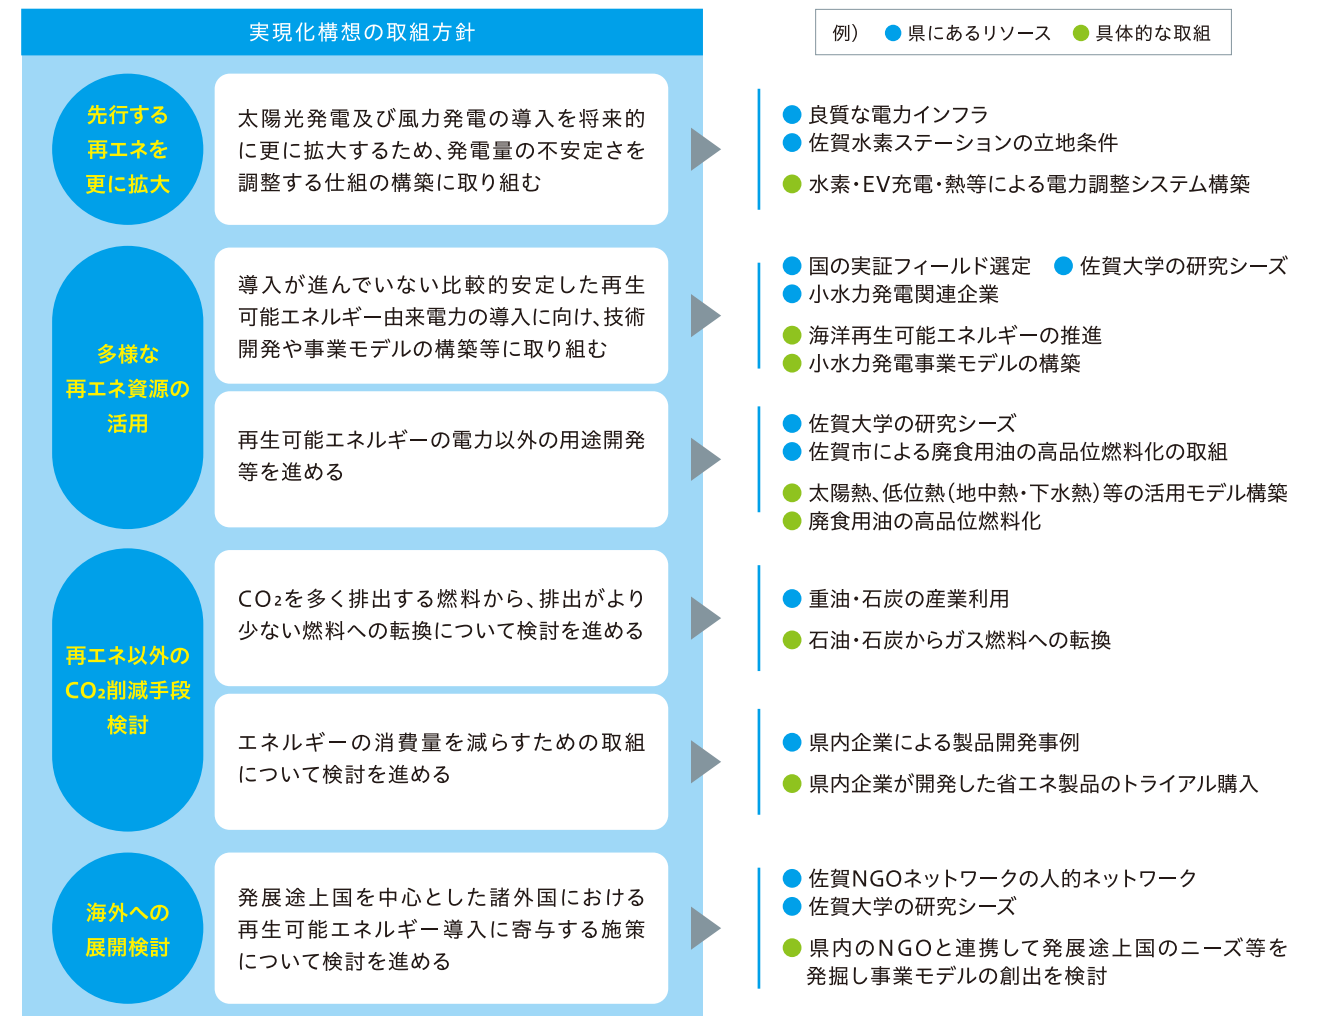 実現化構想の取組方針
例） ●県にあるリソース ●具体的な取組
先行する
再エネを
更に拡大
太陽光発電及び風力発電の導入を将来的
に更に拡大するため、発電量の不安定さを
調整する仕組の構築に取り組む
●良質な電力インフラ
●佐賀水素ステーションの立地条件
●水素・EV充電・熱等による電力調整システム構築
多様な
再エネ資源の
活用
導入が進んでいない比較的安定した再生
可能エネルギー由来電力の導入に向け、技術
開発や事業モデルの構築等に取り組む
●国の実証フィールド選定 ●佐賀大学の研究シーズ
●小水力発電関連企業
●海洋再生可能エネルギーの推進
●小水力発電事業モデルの構築
再生可能エネルギーの電力以外の用途開発
等を進める
●佐賀大学の研究シーズ
●佐賀市による廃食用油の高品位燃料化の取組
●太陽熱、低位熱（地中熱・下水熱）等の活用モデル構築
●廃食用油の高品位燃料化
再エネ以外の
CO₂削減手段
検討
CO₂を多く排出する燃料から、排出がより
少ない燃料への転換について検討を進める
●重油・石炭の産業利用
●石油・石炭からガス燃料への転換
エネルギーの消費量を減らすための取組
について検討を進める
●県内企業による製品開発事例
●県内企業が開発した省エネ製品のトライアル購入
海外への
展開検討
発展途上国を中心とした諸外国における
再生可能エネルギー導入に寄与する施策
について検討を進める
●佐賀NGOネットワークの人的ネットワーク
●佐賀大学の研究シーズ
●県内のNGOと連携して発展途上国のニーズ等を
発掘し事業モデルの創出を検討